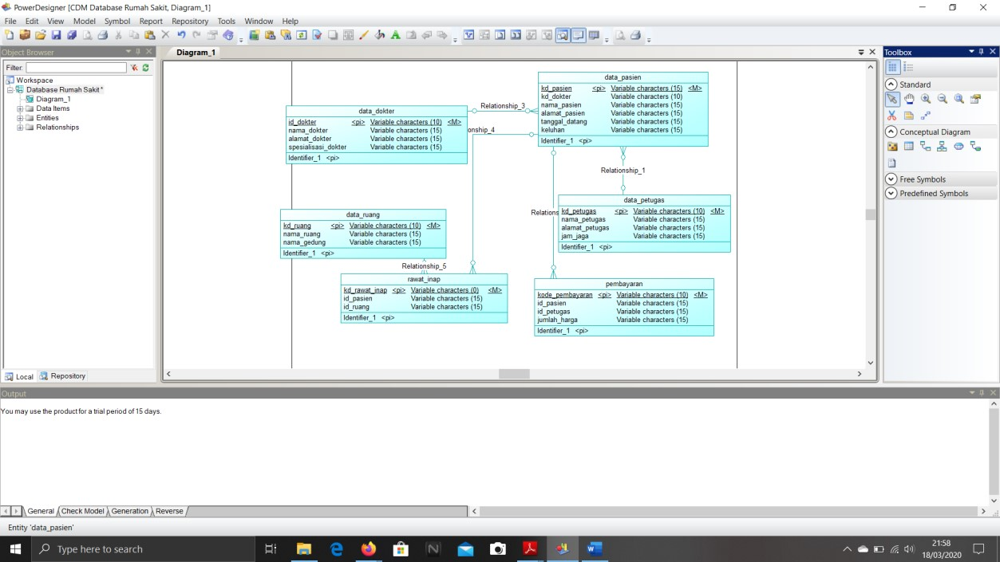 PowerDesigner [CDM Database Rumah Sakit, Diagram_1]
File Edit View Model Symbol Report Repository Tools Window Help
Object Browser
Filter:
Workspace
Database Rumah Sakit *
Diagram_1
Data Items
Entities
Relationships
Local Repository
Diagram_1
data_dokter
id_dokter <pi> Variable characters (10) <M>
nama_dokter Variable characters (15)
alamat_dokter Variable characters (15)
spesialisasi_dokter Variable characters (15)
Identifier_1 <pi>
Relationship_3
onship_4
data_pasien
kd_pasien <pi> Variable characters (15) <M>
kd_dokter Variable characters (10)
nama_pasien Variable characters (15)
alamat_pasien Variable characters (15)
tanggal_datang Variable characters (15)
keluhan Variable characters (15)
Identifier_1 <pi>
Relationship_1
data_ruang
kd_ruang <pi> Variable characters (10) <M>
nama_ruang Variable characters (15)
nama_gedung Variable characters (15)
Identifier_1 <pi>
Relations
data_petugas
kd_petugas <pi> Variable characters (10) <M>
nama_petugas Variable characters (15)
alamat_petugas Variable characters (15)
jam_jaga Variable characters (15)
Identifier_1 <pi>
Relationship_5
rawat_inap
kd_rawat_inap <pi> Variable characters (0) <M>
id_pasien Variable characters (15)
id_ruang Variable characters (15)
Identifier_1 <pi>
pembayaran
kode_pembayaran <pi> Variable characters (10) <M>
id_pasien Variable characters (15)
id_petugas Variable characters (15)
jumlah_harga Variable characters (15)
Identifier_1 <pi>
Toolbox
Standard
Conceptual Diagram
Free Symbols
Predefined Symbols
Output
You may use the product for a trial period of 15 days.
General Check Model Generation Reverse
Entity 'data_pasien'
Type here to search
21:58
18/03/2020